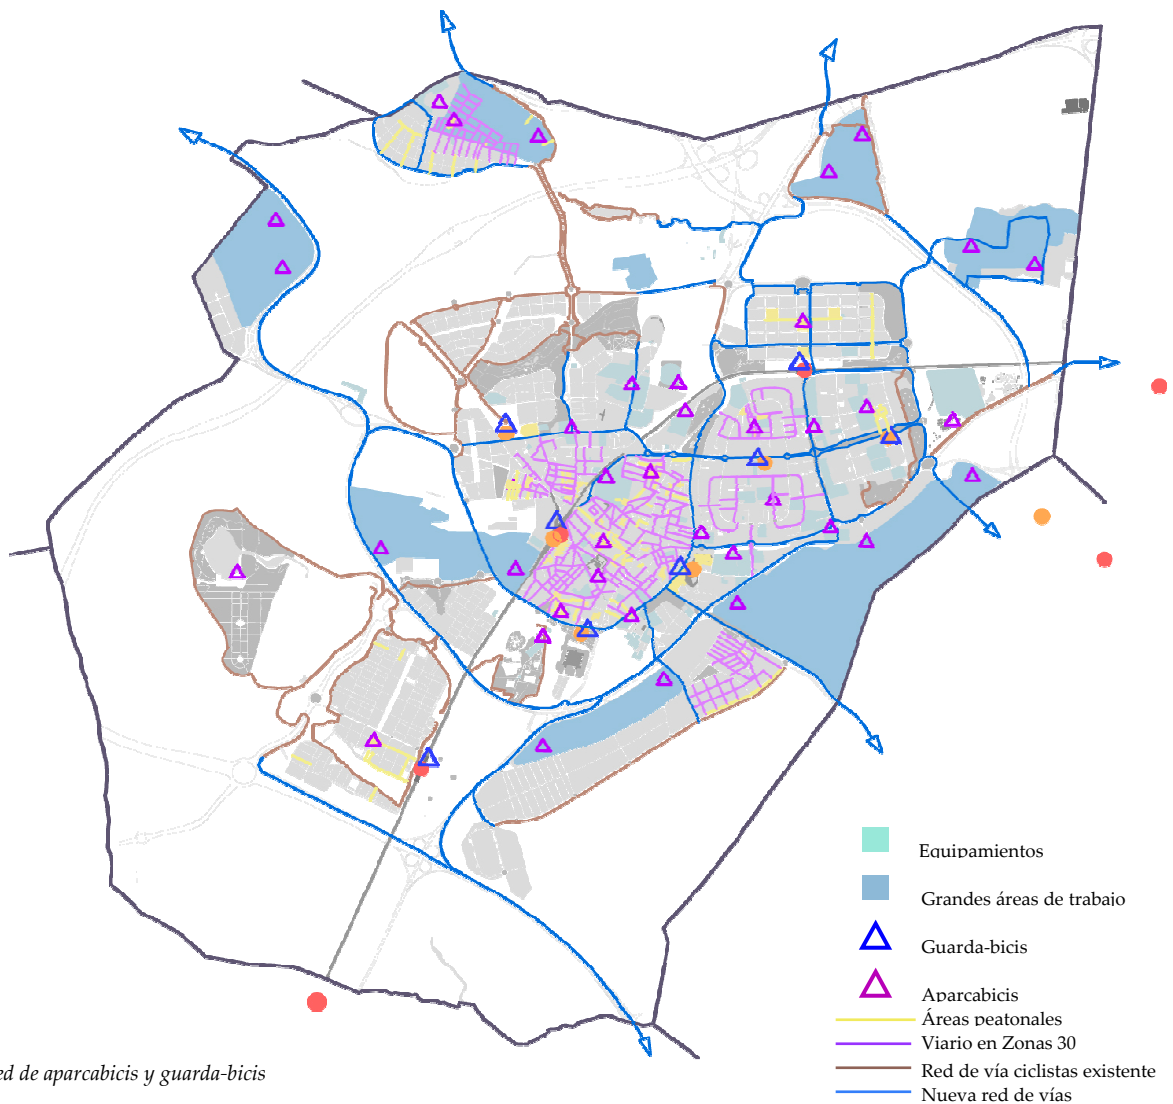 Equipamientos
Grandes áreas de trabajo
Guarda-bicis
Aparcabicis
Áreas peatonales
Viario en Zonas 30
Red de vía ciclistas existente
Nueva red de vías
ed de aparcabicis y guarda-bicis